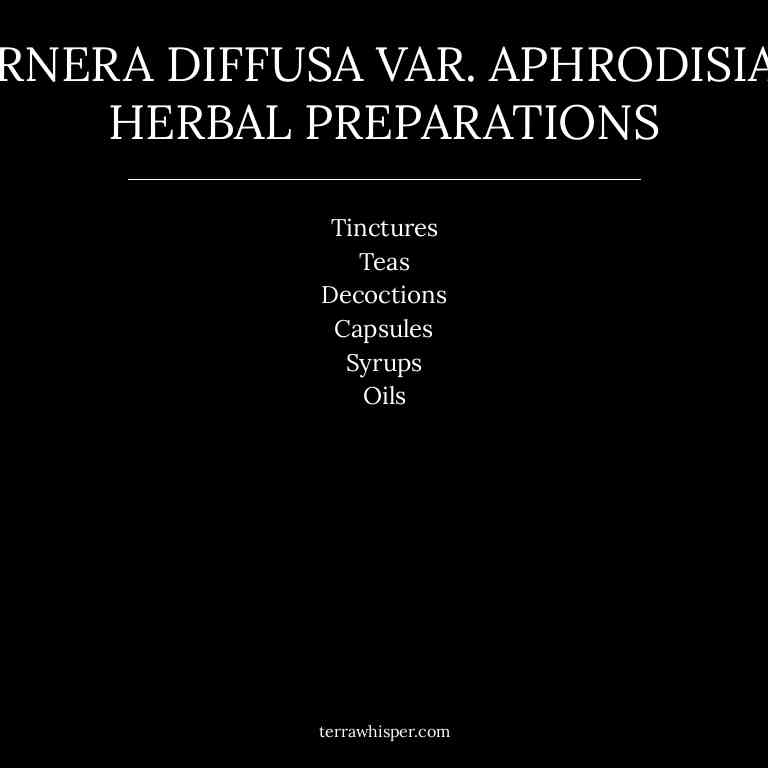 RNERA DIFFUSA VAR. APHRODISIA
HERBAL PREPARATIONS
Tinctures
Teas
Decoctions
Capsules
Syrups
Oils
terrawhisper.com